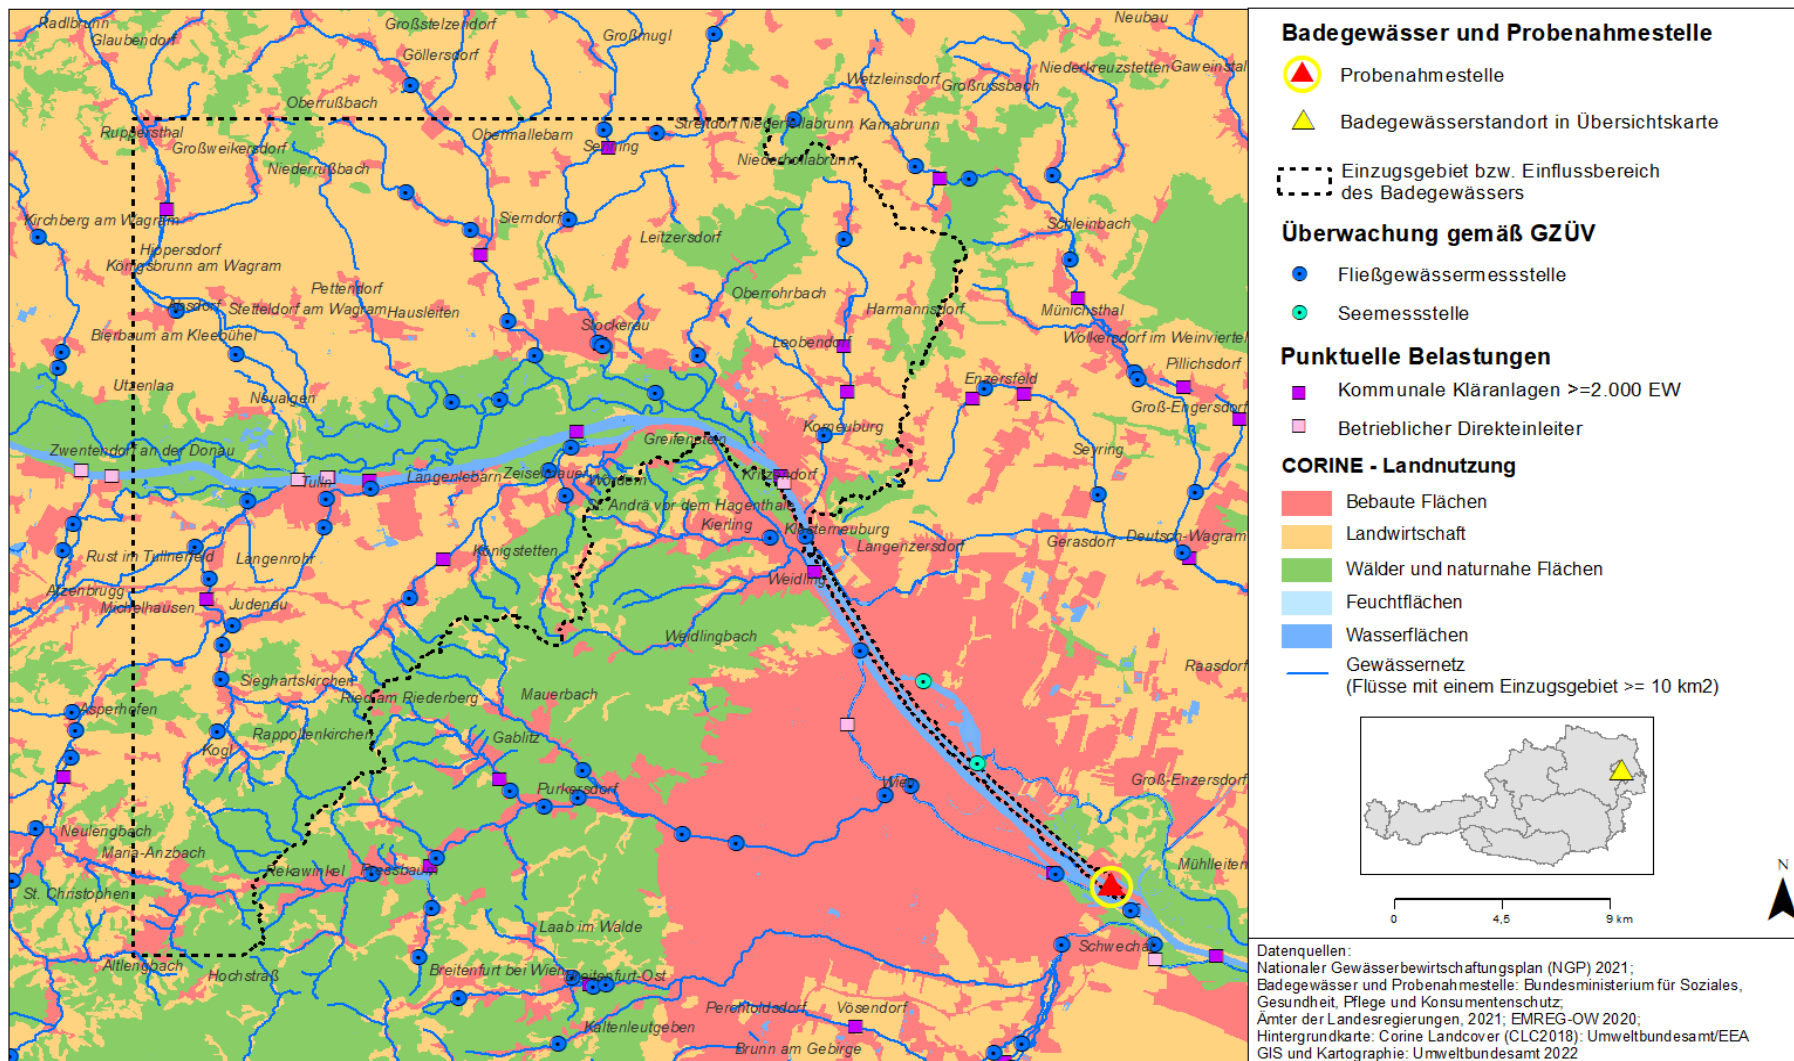 Radlbrunn
Glaubendorf
Großstelzendorf
Göllersdorf
Großmugl
Neubau
Wetzleinsdorf
Niederkreuzstetten
Gaweinstal
Großrussbach
Oberrußbach
Ruppersthal
Großweikersdorf
Niederrußbach
Obermallebarn
Senning
Streitdorf
Niederfellabrunn
Karnabrunn
Niederhollabrunn
Kirchberg am Wagram
Sierndorf
Leitzersdorf
Schleinbach
Hippersdorf
Königsbrunn am Wagram
Pettendorf
Oberrohrbach
Absdorf
Stetteldorf am Wagram
Hausleiten
Harmannsdorf
Münichsthal
Bierbaum am Kleebühel
Stockerau
Leobendorf
Wolkersdorf im Weinviertel
Pillichsdorf
Utzenlaa
Neuaigen
Enzersfeld
Groß-Engersdorf
Korneuburg
Greifenstein
Seyring
Zwentendorf an der Donau
Tulln
Langenlebarn
Zeiselmauer
Wördern
Kritzendorf
St. Andrä vor dem Hagenthale
Kierling
Klosterneuburg
Langenzersdorf
Gerasdorf
Deutsch-Wagram
Rust im Tullnerfeld
Langenrohr
Königstetten
Weidling
Atzenbrugg
Michelhausen
Judenau
Weidlingbach
Raasdorf
Sieghartskirchen
Ried am Riederberg
Mauerbach
Asperhofen
Rappoltenkirchen
Kogl
Gablitz
Purkersdorf
Wien
Groß-Enzersdorf
Neulengbach
Maria-Anzbach
Rekawinkel
Pressbaum
Mühlleiten
St. Christophen
Laab im Walde
Schwechat
Altlengbach
Hochstraß
Breitenfurt bei Wien
Breitenfurt-Ost
Perchtoldsdorf
Vösendorf
Kaltenleutgeben
Brunn am Gebirge
Badegewässer und Probenahmestelle
Probenahmestelle
Badegewässerstandort in Übersichtskarte
Einzugsgebiet bzw. Einflussbereich
des Badegewässers
Überwachung gemäß GZÜV
Fließgewässermessstelle
Seemessstelle
Punktuelle Belastungen
Kommunale Kläranlagen >=2.000 EW
Betrieblicher Direkteinleiter
CORINE - Landnutzung
Bebaute Flächen
Landwirtschaft
Wälder und naturnahe Flächen
Feuchtflächen
Wasserflächen
Gewässernetz
(Flüsse mit einem Einzugsgebiet >= 10 km2)
N
0 4,5 9 km
Datenquellen:
Nationaler Gewässerbewirtschaftungsplan (NGP) 2021;
Badegewässer und Probenahmestelle: Bundesministerium für Soziales,
Gesundheit, Pflege und Konsumentenschutz;
Ämter der Landesregierungen, 2021; EMREG-OW 2020;
Hintergrundkarte: Corine Landcover (CLC2018): Umweltbundesamt/EEA
GIS und Kartographie: Umweltbundesamt 2022